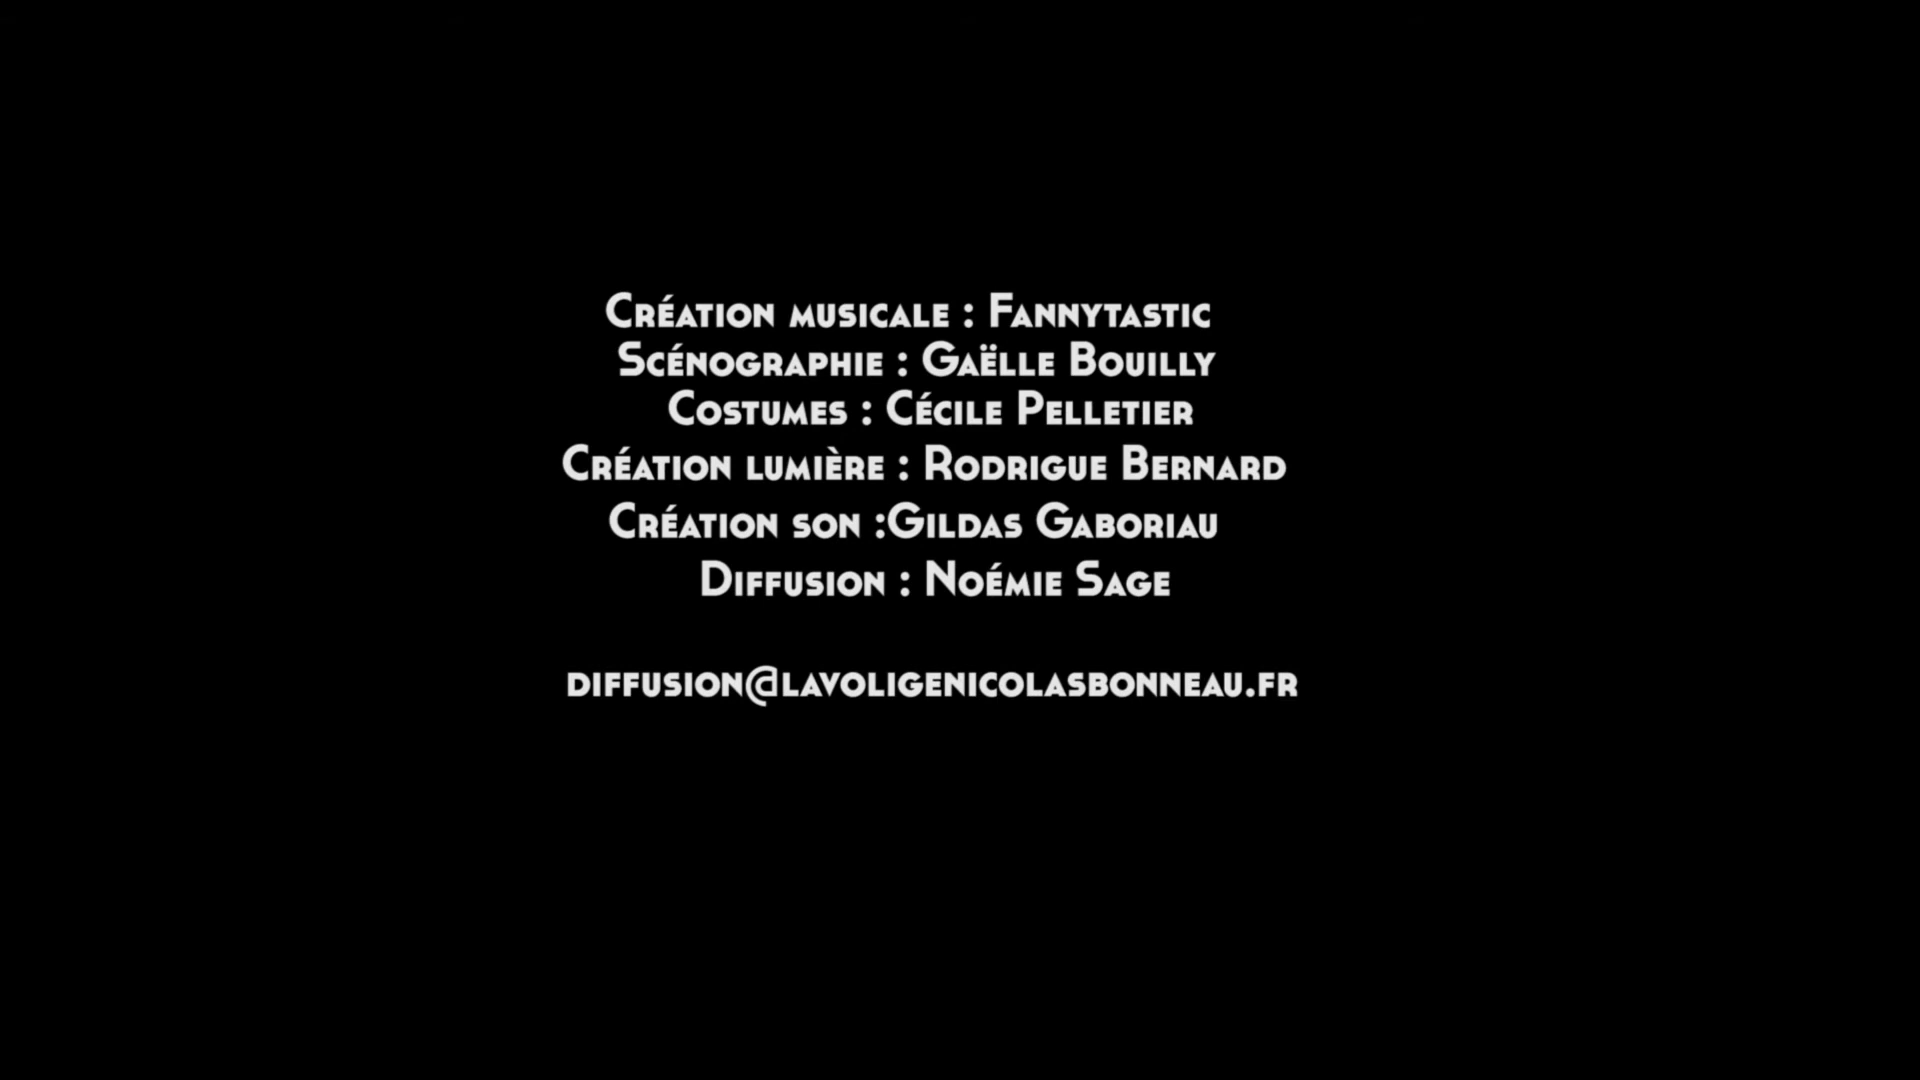 Création musicale : Fannytastic
Scénographie : Gaëlle Bouilly
Costumes : Cécile Pelletier
Création lumière : Rodrigue Bernard
Création son :Gildas Gaboriau
Diffusion : Noémie Sage
diffusion@lavoligenicolasbonneau.fr